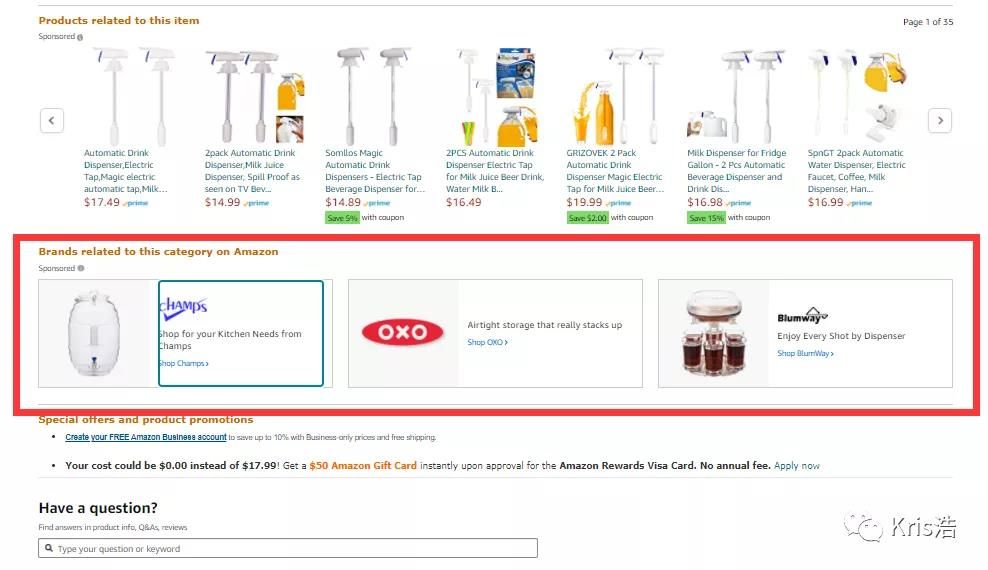 Products related to this item
Page 1 of 35
Sponsored
Automatic Drink
Dispenser,Electric
Tap,Magic electric
automatic tap,Milk...
$17.49 prime
2pack Automatic Drink
Dispenser,Milk Juice
Dispenser, Spill Proof as
seen on TV Bev...
$14.99 prime
Somllos Magic
Automatic Drink
Dispensers - Electric Tap
Beverage Dispenser for...
$14.89 prime
Save 5% with coupon
2PCS Automatic Drink
Dispenser Electric Tap
for Milk Juice Beer Drink,
Water Milk B...
$16.49
GRIZOVEK 2 Pack
Automatic Drink
Dispenser Magic Electric
Tap for Milk Juice Beer...
$19.99 prime
Save $2.00 with coupon
Milk Dispenser for Fridge
Gallon - 2 Pcs Automatic
Beverage Dispenser and
Drink Dis...
$16.98 prime
Save 15% with coupon
SpnGT 2pack Automatic
Water Dispenser, Electric
Faucet, Coffee, Milk
Dispenser, Han...
$16.99 prime
Brands related to this category on Amazon
Sponsored
CHAMPS
Shop for your Kitchen Needs from
Champs
Shop Champs ›
OXO
Airtight storage that really stacks up
Shop OXO ›
Blumway
Enjoy Every Shot by Dispenser
Shop BlumWay ›
Special offers and product promotions
• Create your FREE Amazon Business account to save up to 10% with Business-only prices and free shipping.
• Your cost could be $0.00 instead of $17.99! Get a $50 Amazon Gift Card instantly upon approval for the Amazon Rewards Visa Card. No annual fee. Apply now
Have a question?
Find answers in product info, Q&As, reviews
Type your question or keyword
Kris浩